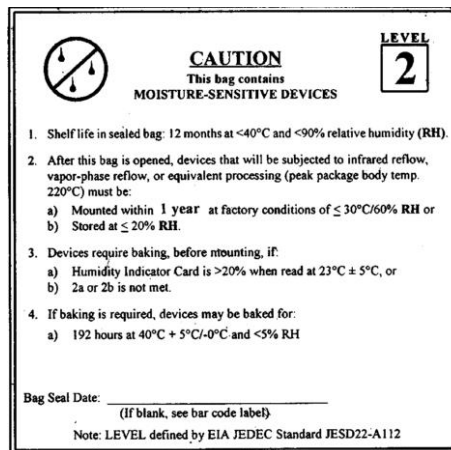 LEVEL
2
CAUTION
This bag contains
MOISTURE-SENSITIVE DEVICES
1. Shelf life in sealed bag: 12 months at <40°C and <90% relative humidity (RH).
2. After this bag is opened, devices that will be subjected to infrared reflow,
vapor-phase reflow, or equivalent processing (peak package body temp.
220°C) must be:
a) Mounted within 1 year at factory conditions of ≤ 30°C/60% RH or
b) Stored at ≤ 20% RH.
3. Devices require baking, before mounting, if:
a) Humidity Indicator Card is >20% when read at 23°C ± 5°C, or
b) 2a or 2b is not met.
4. If baking is required, devices may be baked for:
a) 192 hours at 40°C + 5°C/-0°C and <5% RH
Bag Seal Date:
(If blank, see bar code label)
Note: LEVEL defined by EIA JEDEC Standard JESD22-A112